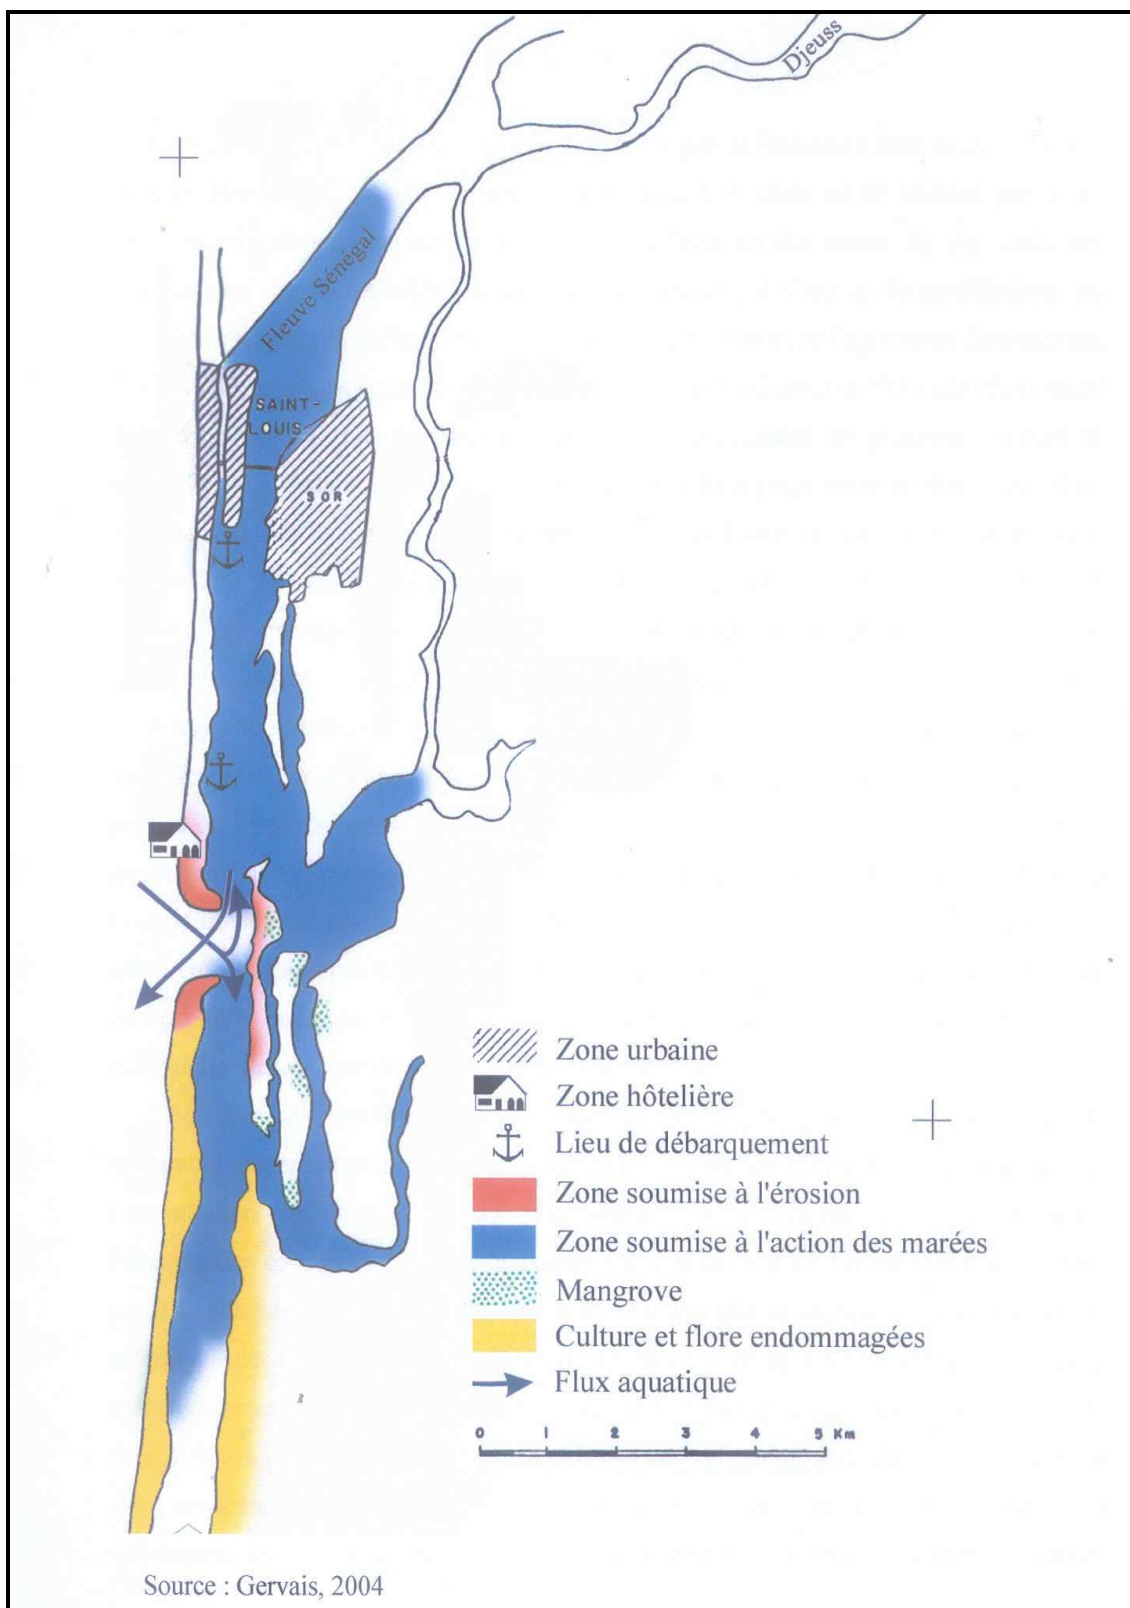 Djeuss
Fleuve Sénégal
SAINT-
LOUIS
SOR
Zone urbaine
Zone hôtelière
Lieu de débarquement
Zone soumise à l'érosion
Zone soumise à l'action des marées
Mangrove
Culture et flore endommagées
Flux aquatique
0 1 2 3 4 5 Km
Source : Gervais, 2004